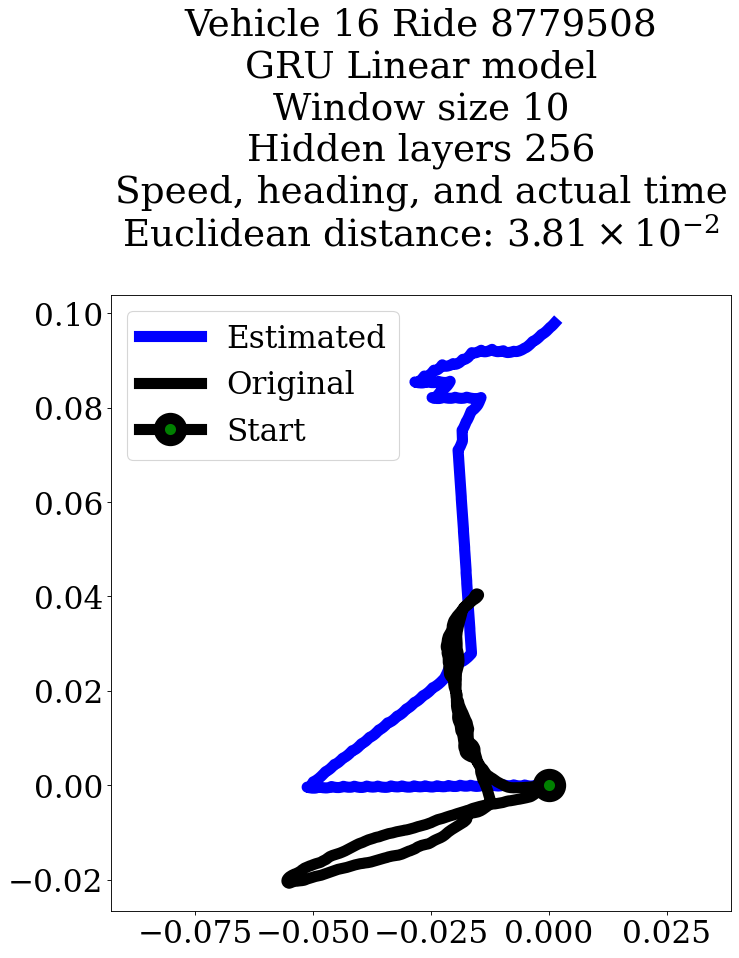 Vehicle 16 Ride 8779508
GRU Linear model
Window size 10
Hidden layers 256
Speed, heading, and actual time
Euclidean distance: 3.81 × 10⁻²
Estimated
Original
Start
0.10
0.08
0.06
0.04
0.02
0.00
−0.02
−0.075 −0.050 −0.025 0.000 0.025